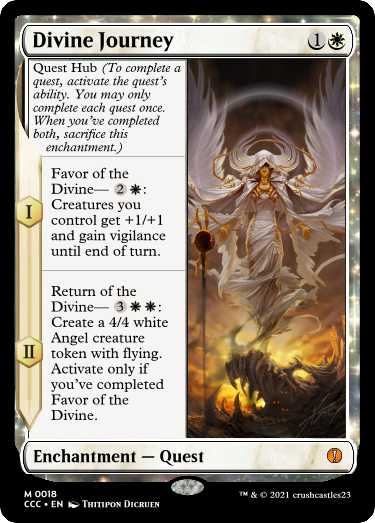 Divine Journey 1
Quest Hub (To complete a
quest, activate the quest's
ability. You may only
complete each quest once.
When you've completed
both, sacrifice this
enchantment.)
I
Favor of the
Divine— 2 :
Creatures you
control get +1/+1
and gain vigilance
until end of turn.
II
Return of the
Divine— 3 :
Create a 4/4 white
Angel creature
token with flying.
Activate only if
you've completed
Favor of the
Divine.
Enchantment — Quest
M 0018
CCC • EN Thitipon Dicruen
™ & © 2021 crushcastles23